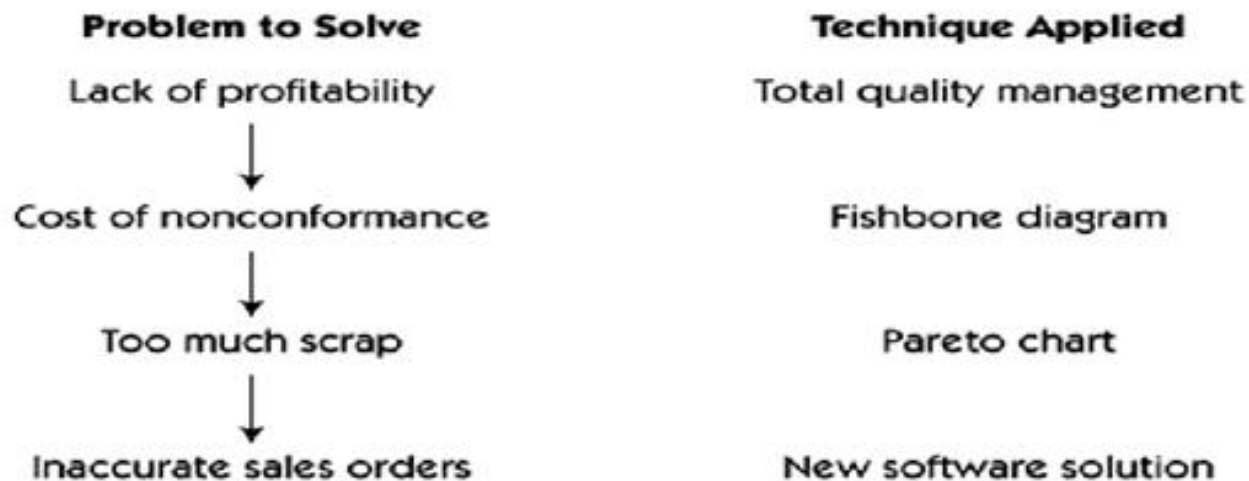 Problem to Solve Technique Applied
Lack of profitability Total quality management
Cost of nonconformance Fishbone diagram
Too much scrap Pareto chart
Inaccurate sales orders New software solution